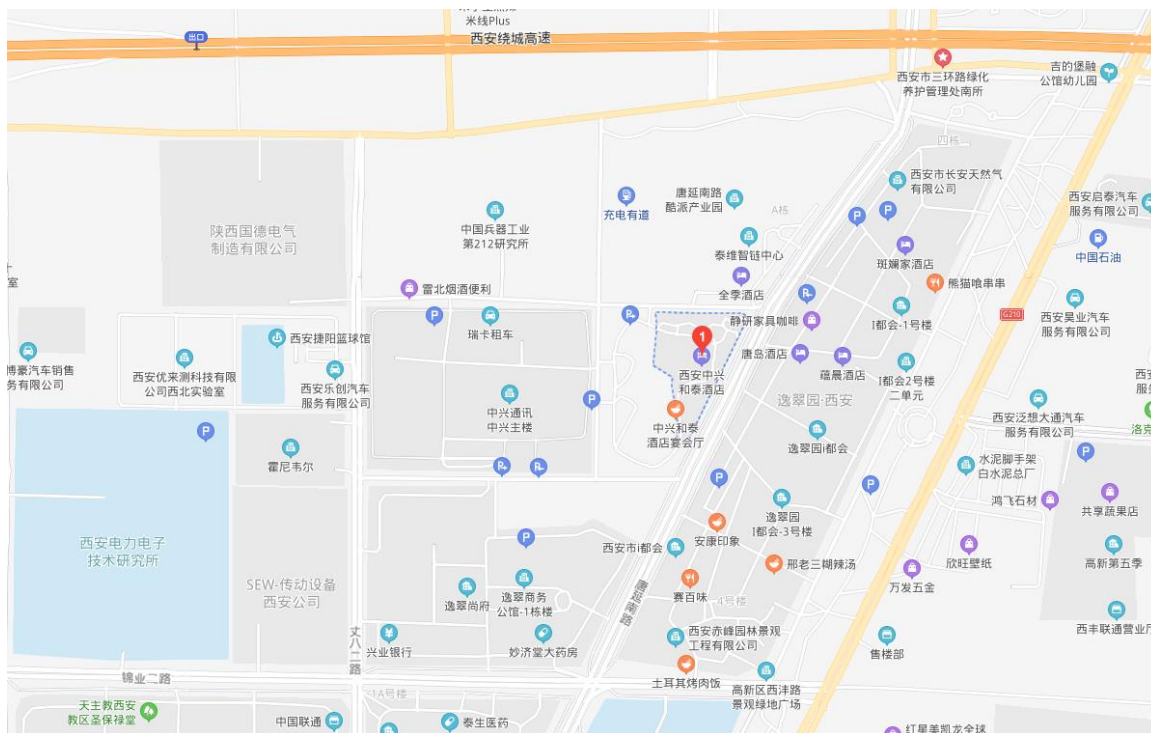 米线Plus
西安绕城高速
出口
西安市三环路绿化
养护管理处南所
吉的堡融
公馆幼儿园
四栋
西安市长安天然气
有限公司
唐延南路
酷派产业园
A栋
充电有道
中国兵器工业
第212研究所
陕西国德电气
制造有限公司
西安启泰汽车
服务有限公司
中国石油
泰维智链中心
斑斓家酒店
全季酒店
熊猫呛串串
雷北烟酒便利
室
P
P
P
R
R
瑞卡租车
静研家具咖啡
I都会-1号楼
G210
西安昊业汽车
服务有限公司
西安捷阳篮球馆
1
西安中兴
和泰酒店
唐岛酒店
蕴晨酒店
I都会2号楼
二单元
博豪汽车销售
务有限公司
西安优来测科技有限
公司西北实验室
西安乐创汽车
服务有限公司
中兴通讯
中兴主楼
P
逸翠园·西安
西安泛想大通汽车
服务有限公司
西安
服务
洛克
中兴和泰
酒店宴会厅
逸翠园i都会
P
霍尼韦尔
R
R
P
P
P
水泥脚手架
白水泥总厂
鸿飞石材
共享蔬果店
逸翠园
I都会-3号楼
安康印象
西安电力电子
技术研究所
P
西安市i都会
邢老三糊辣汤
欣旺壁纸
高新第五季
万发五金
SEW-传动设备
西安公司
逸翠尚府
逸翠商务
公馆-1栋楼
赛百味
4号楼
唐延南路
西丰联通营业厅
丈八二路
兴业银行
妙济堂大药房
西安赤峰园林景观
工程有限公司
售楼部
锦业二路
土耳其烤肉饭
高新区西沣路
景观绿地广场
1A号楼
天主教西安
教区圣保禄堂
中国联通
泰生医药
红星美凯龙全球